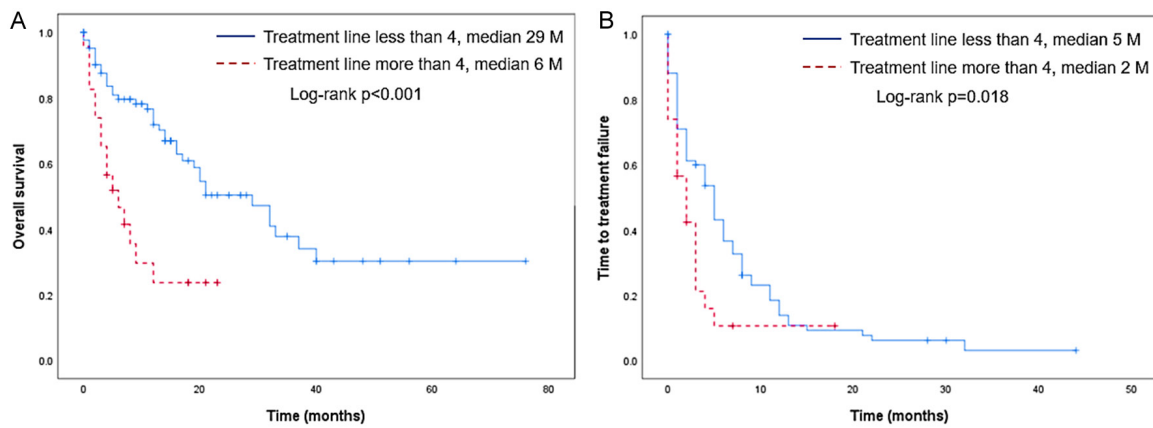 A
Treatment line less than 4, median 29 M
Treatment line more than 4, median 6 M
Log-rank p<0.001
Overall survival
1.0
0.8
0.6
0.4
0.2
0.0
0 20 40 60 80
Time (months)
B
Treatment line less than 4, median 5 M
Treatment line more than 4, median 2 M
Log-rank p=0.018
Time to treatment failure
1.0
0.8
0.6
0.4
0.2
0.0
0 10 20 30 40 50
Time (months)